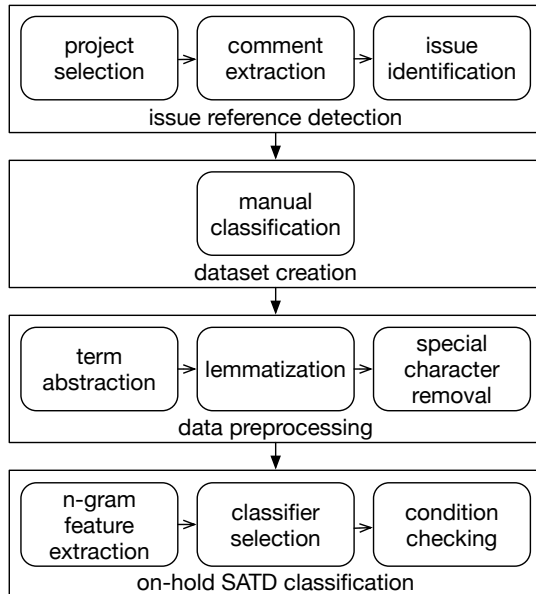 project
selection
comment
extraction
issue
identification
issue reference detection
manual
classification
dataset creation
term
abstraction
lemmatization
special
character
removal
data preprocessing
n-gram
feature
extraction
classifier
selection
condition
checking
on-hold SATD classification